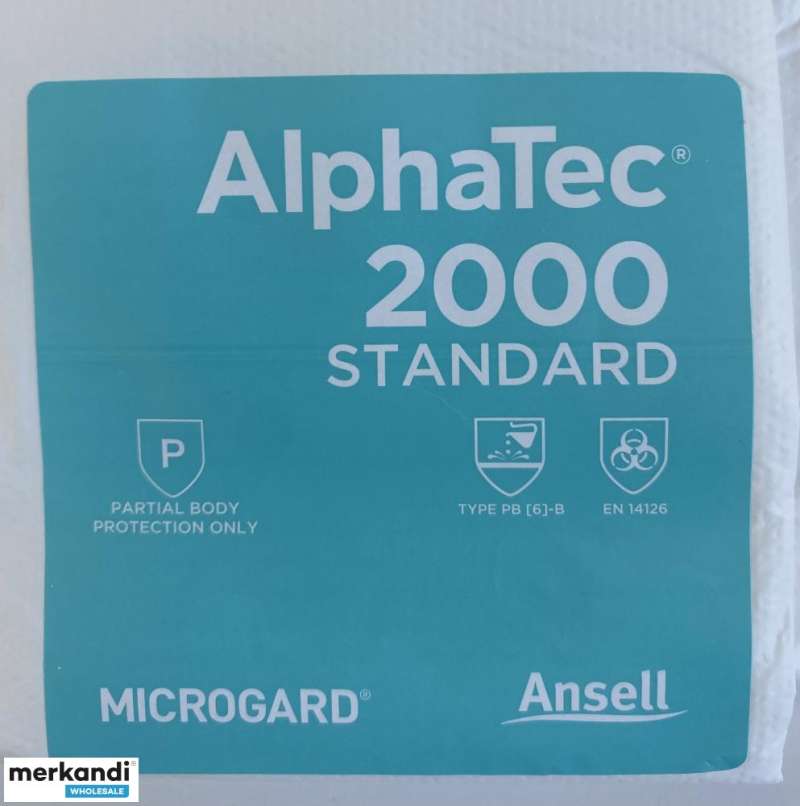 AlphaTec®
2000
STANDARD
P
PARTIAL BODY
PROTECTION ONLY
TYPE PB [6]-B
EN 14126
MICROGARD®
Ansell
merkandi®
WHOLESALE